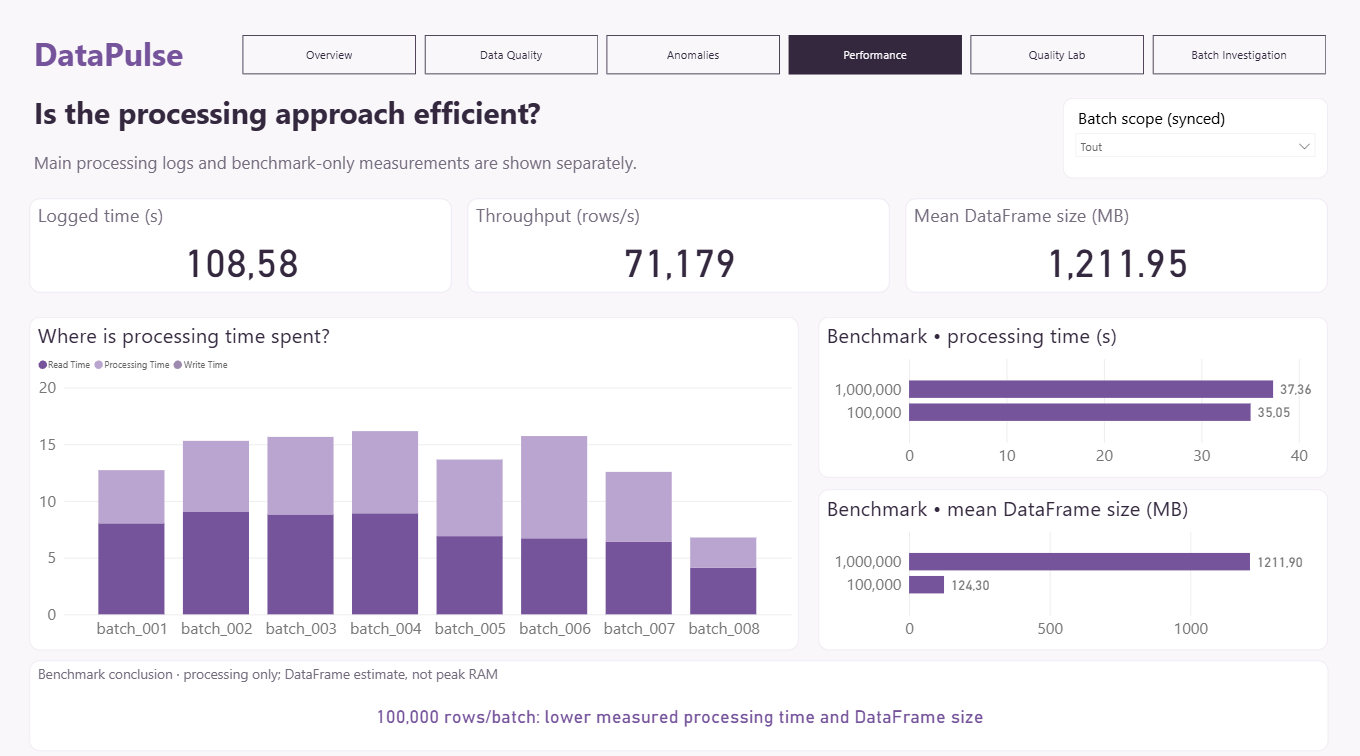 DataPulse
Overview
Data Quality
Anomalies
Performance
Quality Lab
Batch Investigation
Is the processing approach efficient?
Main processing logs and benchmark-only measurements are shown separately.
Batch scope (synced)
Tout
Logged time (s)
108,58
Throughput (rows/s)
71,179
Mean DataFrame size (MB)
1,211.95
Where is processing time spent?
Read Time Processing Time Write Time
20
15
10
5
0
batch_001 batch_002 batch_003 batch_004 batch_005 batch_006 batch_007 batch_008
Benchmark • processing time (s)
1,000,000 37,36
100,000 35,05
0 10 20 30 40
Benchmark • mean DataFrame size (MB)
1,000,000 1211,90
100,000 124,30
0 500 1000
Benchmark conclusion · processing only; DataFrame estimate, not peak RAM
100,000 rows/batch: lower measured processing time and DataFrame size